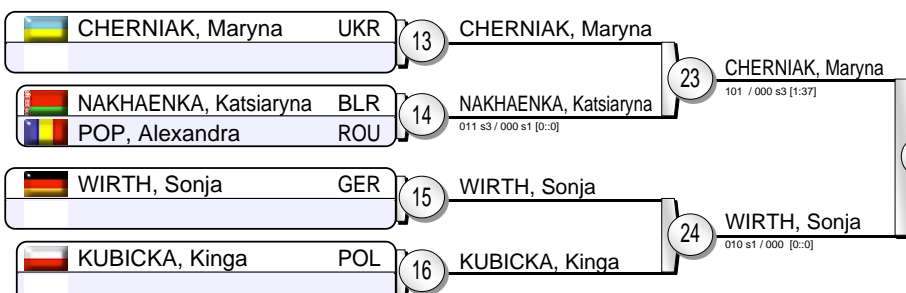 CHERNIAK, Maryna UKR
13
CHERNIAK, Maryna
NAKHAENKA, Katsiaryna BLR
POP, Alexandra ROU
14
NAKHAENKA, Katsiaryna
011 s3 / 000 s1 [0::0]
23
CHERNIAK, Maryna
101 / 000 s3 [1:37]
WIRTH, Sonja GER
15
WIRTH, Sonja
KUBICKA, Kinga POL
16
KUBICKA, Kinga
24
WIRTH, Sonja
010 s1 / 000 [0::0]